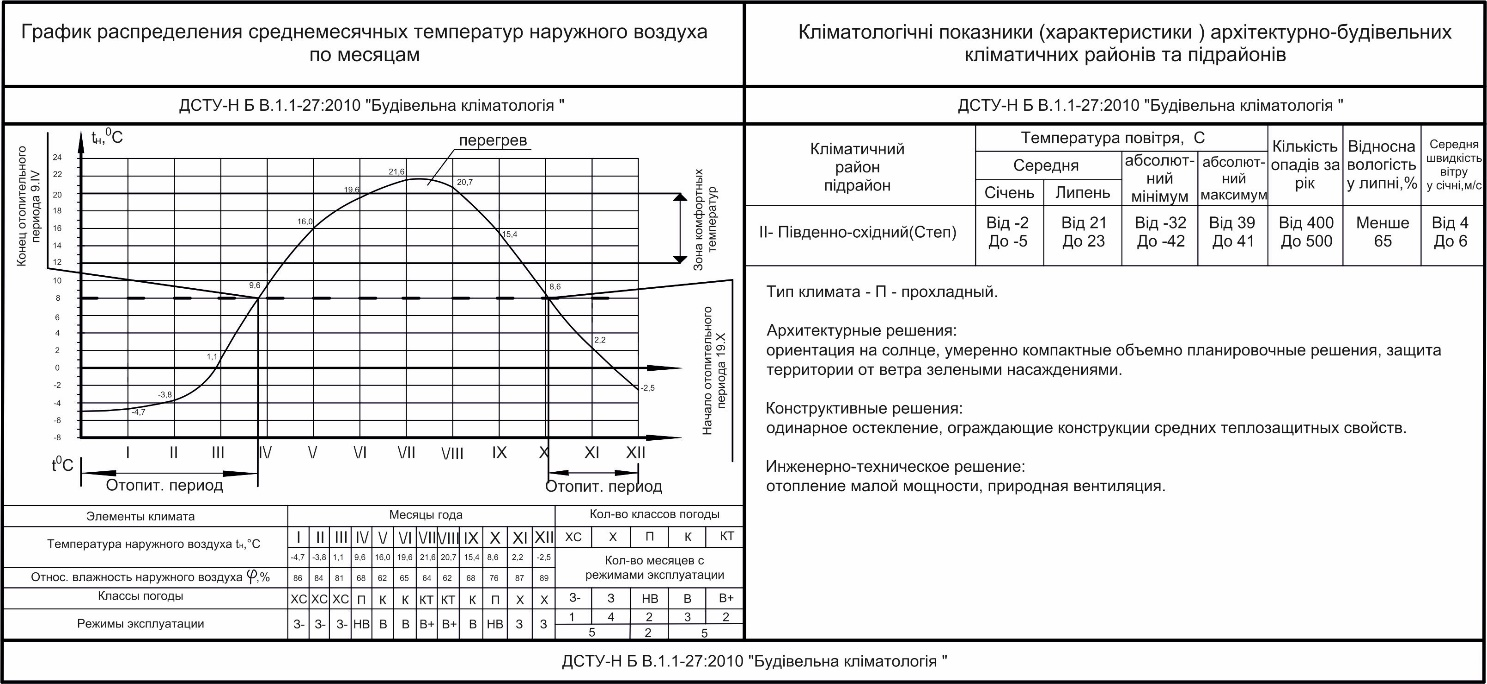 График распределения среднемесячных температур наружного воздуха
по месяцам
Кліматологічні показники (характеристики ) архітектурно-будівельних
кліматичних районів та підрайонів
ДСТУ-Н Б В.1.1-27:2010 "Будівельна кліматологія "
ДСТУ-Н Б В.1.1-27:2010 "Будівельна кліматологія "
Конец отопительного
периода 9.IV
tн,⁰C
перегрев
24
22
20
18
16
14
12
10
8
6
4
2
0
-2
-4
-6
-8
-4,7
-3,8
1,1
9,6
16,0
19,6
21,6
20,7
15,4
8,6
2,2
-2,5
Зона комфортных
температур
Начало отопительного
периода 19.X
I II III IV V VI VII VIII IX X XI XII
t⁰C
Отопит. период
Отопит. период
Элементы климата
Месяцы года
Кол-во классов погоды
Температура наружного воздуха tн,°C
I II III IV V VI VII VIII IX X XI XII
ХС Х П К КТ
-4,7 -3,8 1,1 9,6 16,0 19,6 21,6 20,7 15,4 8,6 2,2 -2,5
Кол-во месяцев с
режимами эксплуатации
Относ. влажность наружного воздуха φ,%
86 84 81 68 62 65 64 62 68 76 87 89
Классы погоды
ХС ХС ХС П К К КТ КТ К П Х Х
З- З НВ В В+
Режимы эксплуатации
З- З- З- НВ В В В+ В+ В НВ З З
1 4 2 3 2
5 2 5
Кліматичний
район
підрайон
Температура повітря, С
Середня
Січень
Липень
абсолют-
ний
мінімум
абсолют-
ний
максимум
Кількість
опадів за
рік
Відносна
вологість
у липні,%
Середня
швидкість
вітру
у січні,м/с
II- Південно-східний(Степ)
Від -2
До -5
Від 21
До 23
Від -32
До -42
Від 39
До 41
Від 400
До 500
Менше
65
Від 4
До 6
Тип климата - П - прохладный.
Архитектурные решения:
ориентация на солнце, умеренно компактные объемно планировочные решения, защита
территории от ветра зелеными насаждениями.
Конструктивные решения:
одинарное остекление, ограждающие конструкции средних теплозащитных свойств.
Инженерно-техническое решение:
отопление малой мощности, природная вентиляция.
ДСТУ-Н Б В.1.1-27:2010 "Будівельна кліматологія "